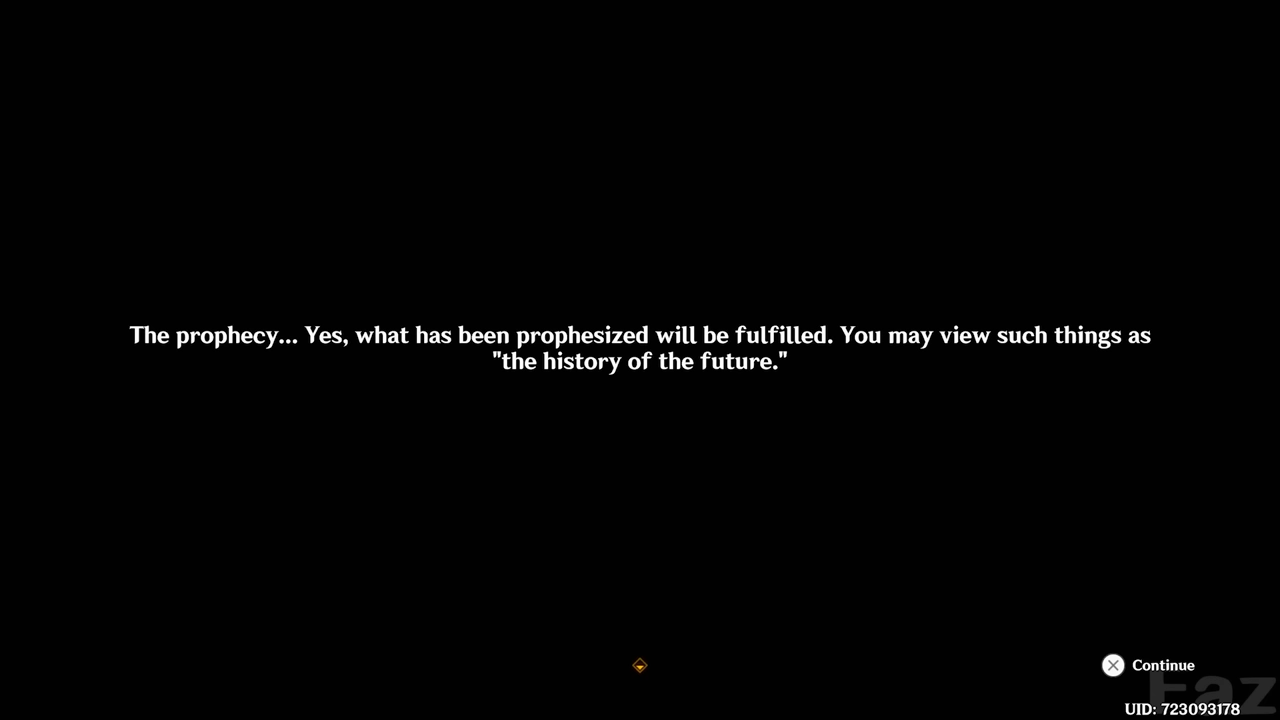 The prophecy... Yes, what has been prophesized will be fulfilled. You may view such things as
"the history of the future."
Continue
UID: 723093178